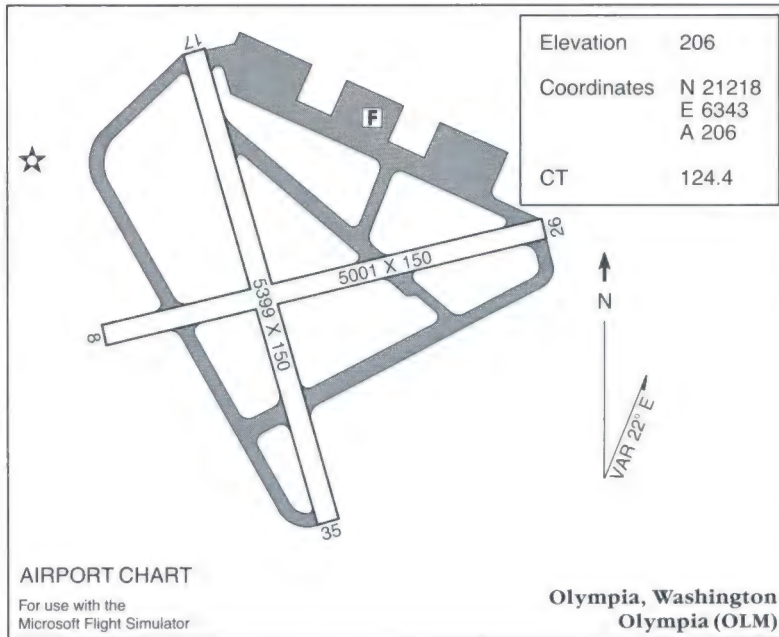 Elevation 206
Coordinates N 21218
E 6343
A 206
CT 124.4
17
F
26
5001 X 150
5399 X 150
8
35
N
VAR 22° E
AIRPORT CHART
For use with the
Microsoft Flight Simulator
Olympia, Washington
Olympia (OLM)